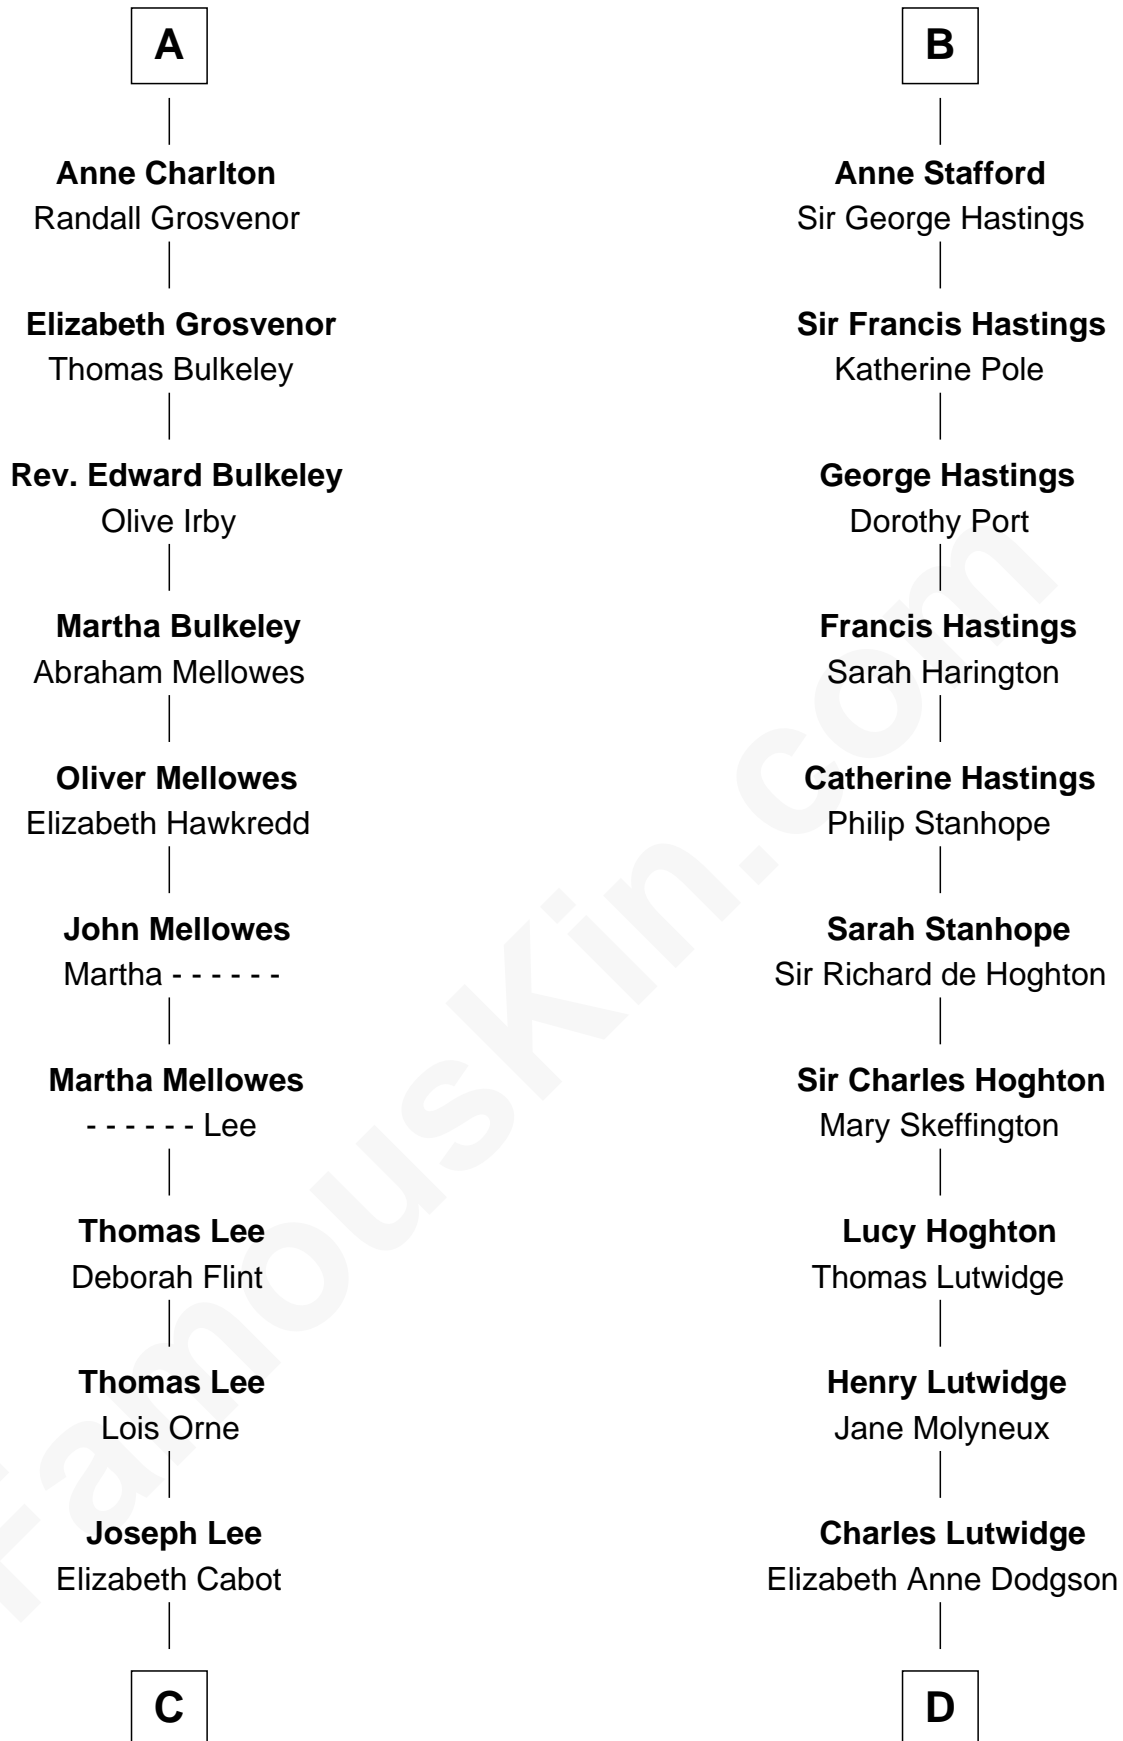 A
Anne Charlton
Randall Grosvenor
Elizabeth Grosvenor
Thomas Bulkeley
Rev. Edward Bulkeley
Olive Irby
Martha Bulkeley
Abraham Mellowes
Oliver Mellowes
Elizabeth Hawkredd
John Mellowes
Martha - - - - - -
Martha Mellowes
- - - - - - Lee
Thomas Lee
Deborah Flint
Thomas Lee
Lois Orne
Joseph Lee
Elizabeth Cabot
C
B
Anne Stafford
Sir George Hastings
Sir Francis Hastings
Katherine Pole
George Hastings
Dorothy Port
Francis Hastings
Sarah Harington
Catherine Hastings
Philip Stanhope
Sarah Stanhope
Sir Richard de Hoghton
Sir Charles Hoghton
Mary Skeffington
Lucy Hoghton
Thomas Lutwidge
Henry Lutwidge
Jane Molyneux
Charles Lutwidge
Elizabeth Anne Dodgson
D
FamousKin.com